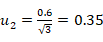 u₂ = 0.6/√3 = 0.35